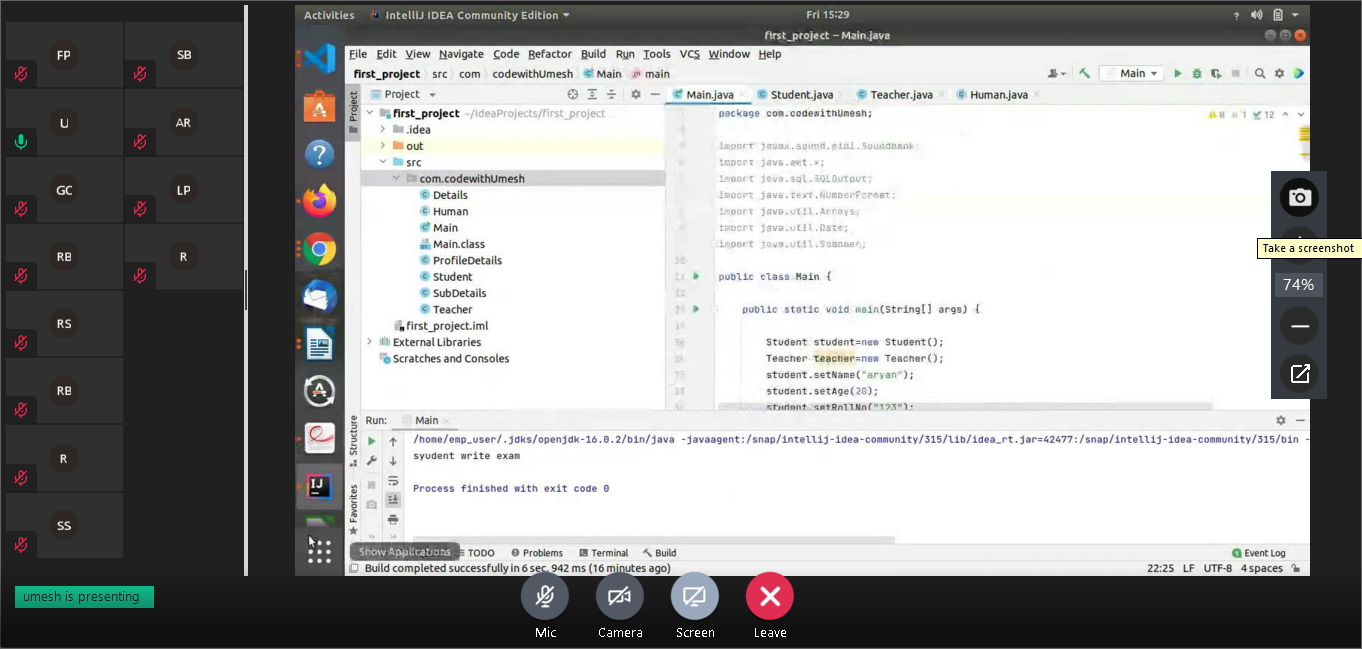 Activities IntelliJ IDEA Community Edition Fri 15:29
first_project – Main.java
File Edit View Navigate Code Refactor Build Run Tools VCS Window Help
first_project src com codewithUmesh Main main Main
Project Main.java Student.java Teacher.java Human.java
Project
first_project ~/IdeaProjects/first_project
.idea
out
src
com.codewithUmesh
Details
Human
Main
Main.class
ProfileDetails
Student
SubDetails
Teacher
first_project.iml
External Libraries
Scratches and Consoles
package com.codewithUmesh;
8 1 12
import javax.sound.midi.Soundbank;
import java.awt.*;
import java.sql.SQLOutput;
import java.text.NumberFormat;
import java.util.Arrays;
import java.util.Date;
import java.util.Scanner;
public class Main {
public static void main(String[] args) {
Student student=new Student();
Teacher teacher=new Teacher();
student.setName("aryan");
student.setAge(20);
student.setRollNo("123");
Structure
Favorites
Run: Main
/home/emp_user/.jdks/openjdk-16.0.2/bin/java -javaagent:/snap/intellij-idea-community/315/lib/idea_rt.jar=42477:/snap/intellij-idea-community/315/bin -
syudent write exam
Process finished with exit code 0
Show Applications TODO Problems Terminal Build 1 Event Log
Build completed successfully in 6 sec, 942 ms (16 minutes ago) 22:25 LF UTF-8 4 spaces
FP SB
U AR
GC LP
RB R
RS
RB
R
SS
Take a screenshot
74%
umesh is presenting
Mic Camera Screen Leave